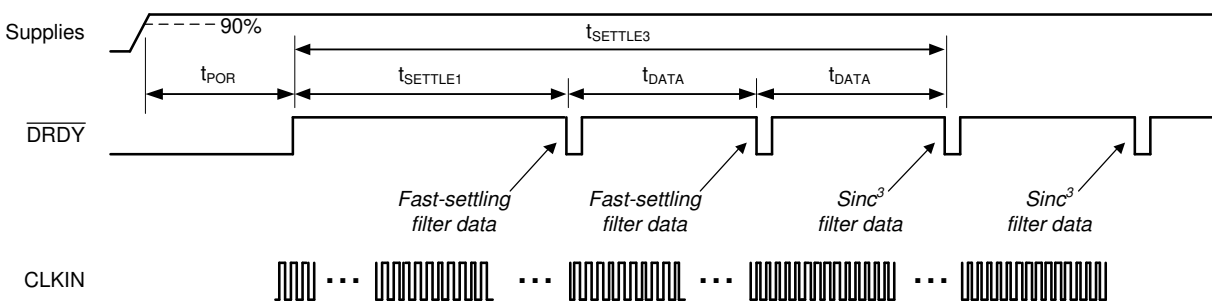 Supplies
90%
tSETTLE3
tPOR
tSETTLE1
tDATA
tDATA
DRDY
Fast-settling
filter data
Fast-settling
filter data
Sinc³
filter data
Sinc³
filter data
CLKIN